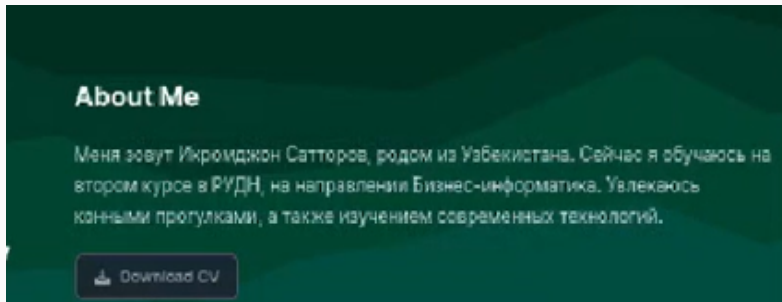 About Me
Меня зовут Икромджон Сатторов, родом из Узбекистана. Сейчас я обучаюсь на
втором курсе в РУДН, на направлении Бизнес-информатика. Увлекаюсь
конными прогулками, а также изучением современных технологий.
Download CV